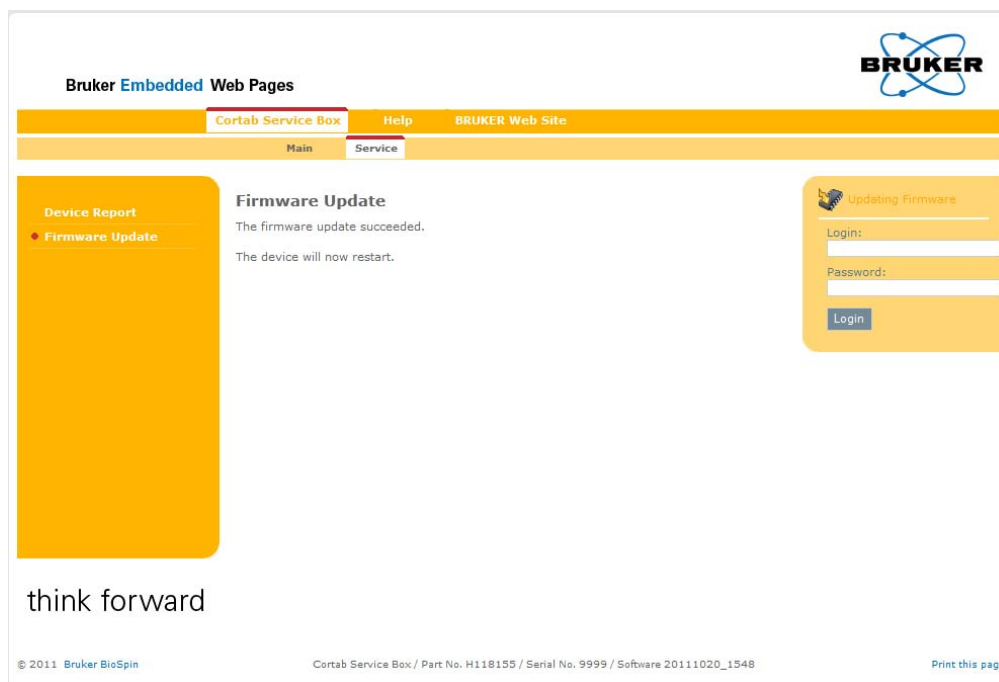 BRUKER
Bruker Embedded Web Pages
Cortab Service Box Help BRUKER Web Site
Main Service
Device Report
Firmware Update
Firmware Update
The firmware update succeeded.
The device will now restart.
Updating Firmware
Login:
Password:
Login
think forward
© 2011 Bruker BioSpin
Cortab Service Box / Part No. H118155 / Serial No. 9999 / Software 20111020_1548
Print this pag